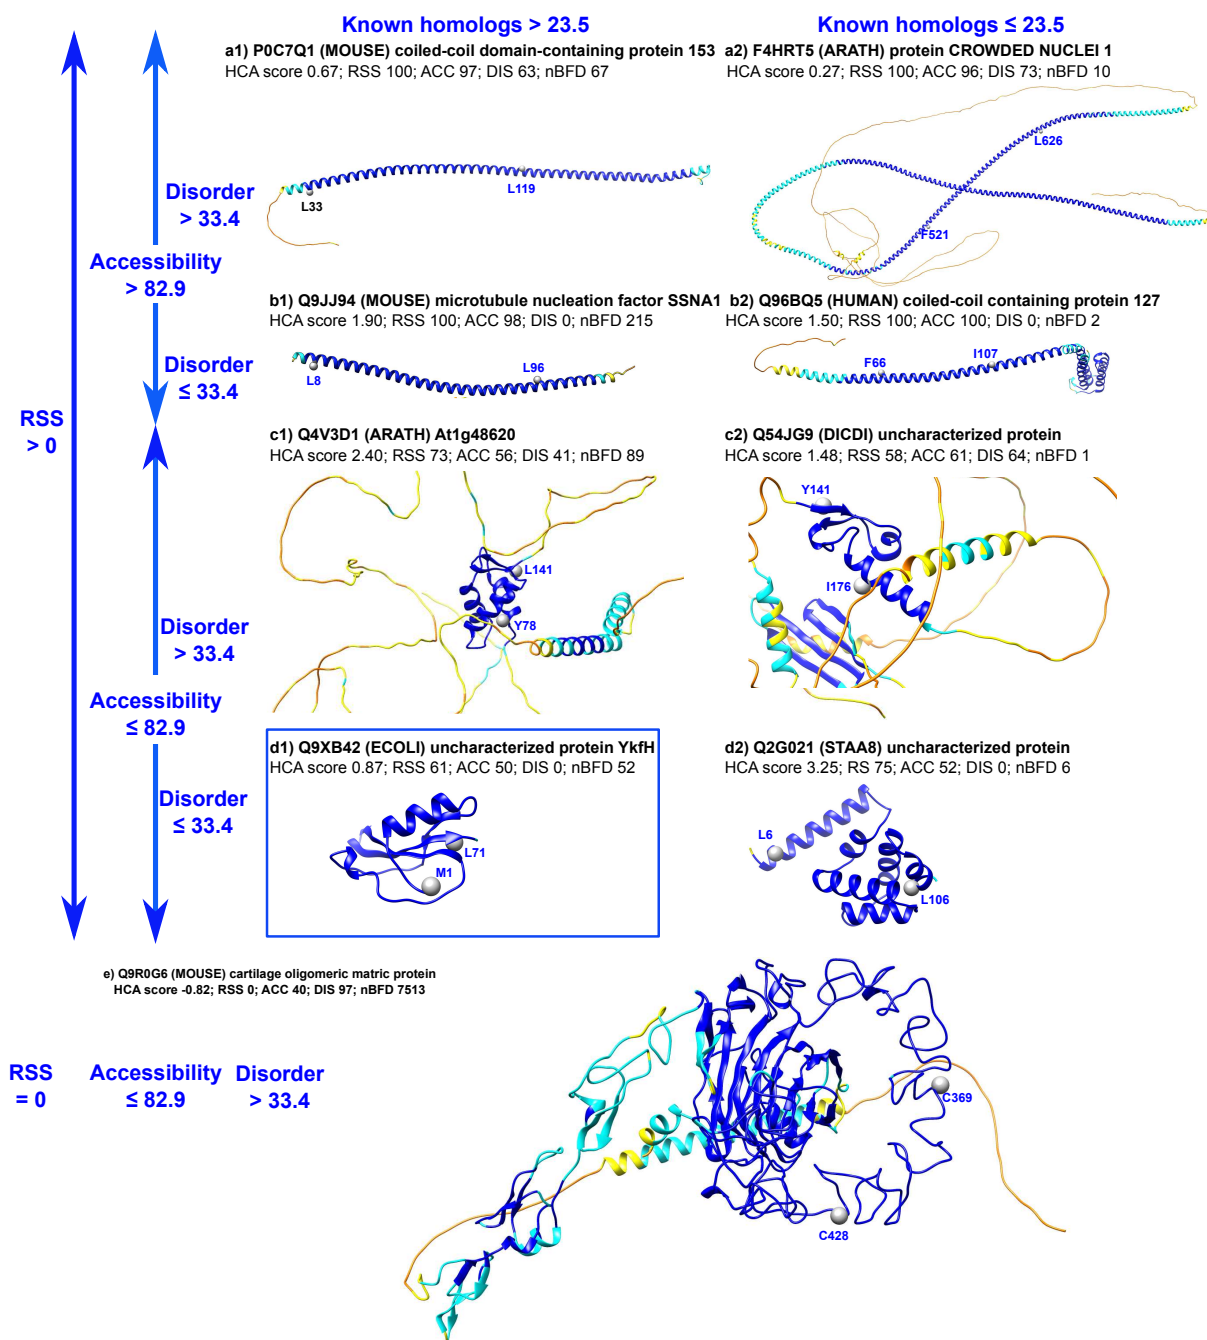 Known homologs > 23.5
Known homologs ≤ 23.5
a1) P0C7Q1 (MOUSE) coiled-coil domain-containing protein 153
HCA score 0.67; RSS 100; ACC 97; DIS 63; nBFD 67
a2) F4HRT5 (ARATH) protein CROWDED NUCLEI 1
HCA score 0.27; RSS 100; ACC 96; DIS 73; nBFD 10
L33
L119
L626
F521
Disorder
> 33.4
Accessibility
> 82.9
b1) Q9JJ94 (MOUSE) microtubule nucleation factor SSNA1
HCA score 1.90; RSS 100; ACC 98; DIS 0; nBFD 215
b2) Q96BQ5 (HUMAN) coiled-coil containing protein 127
HCA score 1.50; RSS 100; ACC 100; DIS 0; nBFD 2
L8
L96
F66
I107
Disorder
≤ 33.4
RSS
> 0
c1) Q4V3D1 (ARATH) At1g48620
HCA score 2.40; RSS 73; ACC 56; DIS 41; nBFD 89
c2) Q54JG9 (DICDI) uncharacterized protein
HCA score 1.48; RSS 58; ACC 61; DIS 64; nBFD 1
L141
Y78
Y141
I176
Disorder
> 33.4
Accessibility
≤ 82.9
d1) Q9XB42 (ECOLI) uncharacterized protein YkfH
HCA score 0.87; RSS 61; ACC 50; DIS 0; nBFD 52
d2) Q2G021 (STAA8) uncharacterized protein
HCA score 3.25; RS 75; ACC 52; DIS 0; nBFD 6
Disorder
≤ 33.4
L71
M1
L6
L106
e) Q9R0G6 (MOUSE) cartilage oligomeric matric protein
HCA score -0.82; RSS 0; ACC 40; DIS 97; nBFD 7513
RSS
= 0
Accessibility
≤ 82.9
Disorder
> 33.4
C369
C428